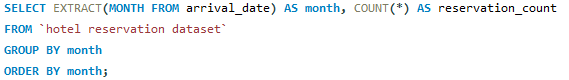 SELECT EXTRACT(MONTH FROM arrival_date) AS month, COUNT(*) AS reservation_count
FROM `hotel reservation dataset`
GROUP BY month
ORDER BY month;